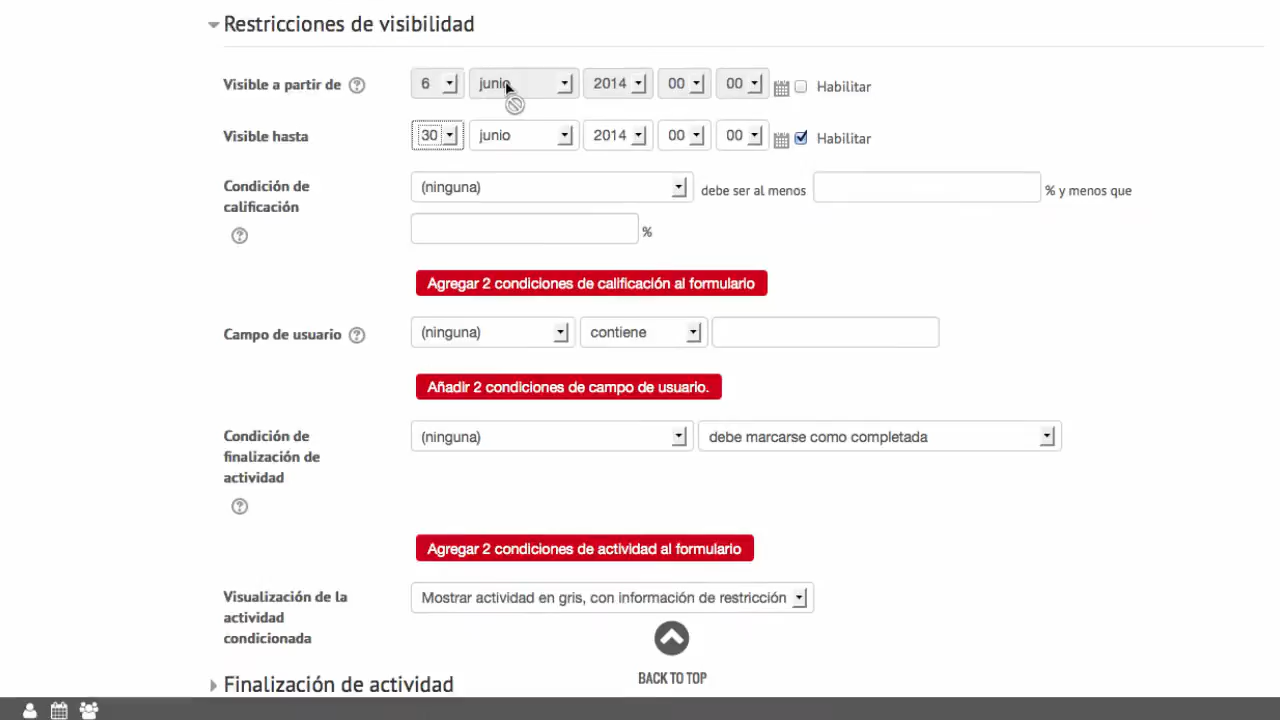 Restricciones de visibilidad
Visible a partir de 6 junio 2014 00 00 Habilitar
Visible hasta 30 junio 2014 00 00 Habilitar
Condición de calificación (ninguna) debe ser al menos % y menos que
%
Agregar 2 condiciones de calificación al formulario
Campo de usuario (ninguna) contiene
Añadir 2 condiciones de campo de usuario.
Condición de finalización de actividad (ninguna) debe marcarse como completada
Agregar 2 condiciones de actividad al formulario
Visualización de la actividad condicionada Mostrar actividad en gris, con información de restricción
BACK TO TOP
Finalización de actividad